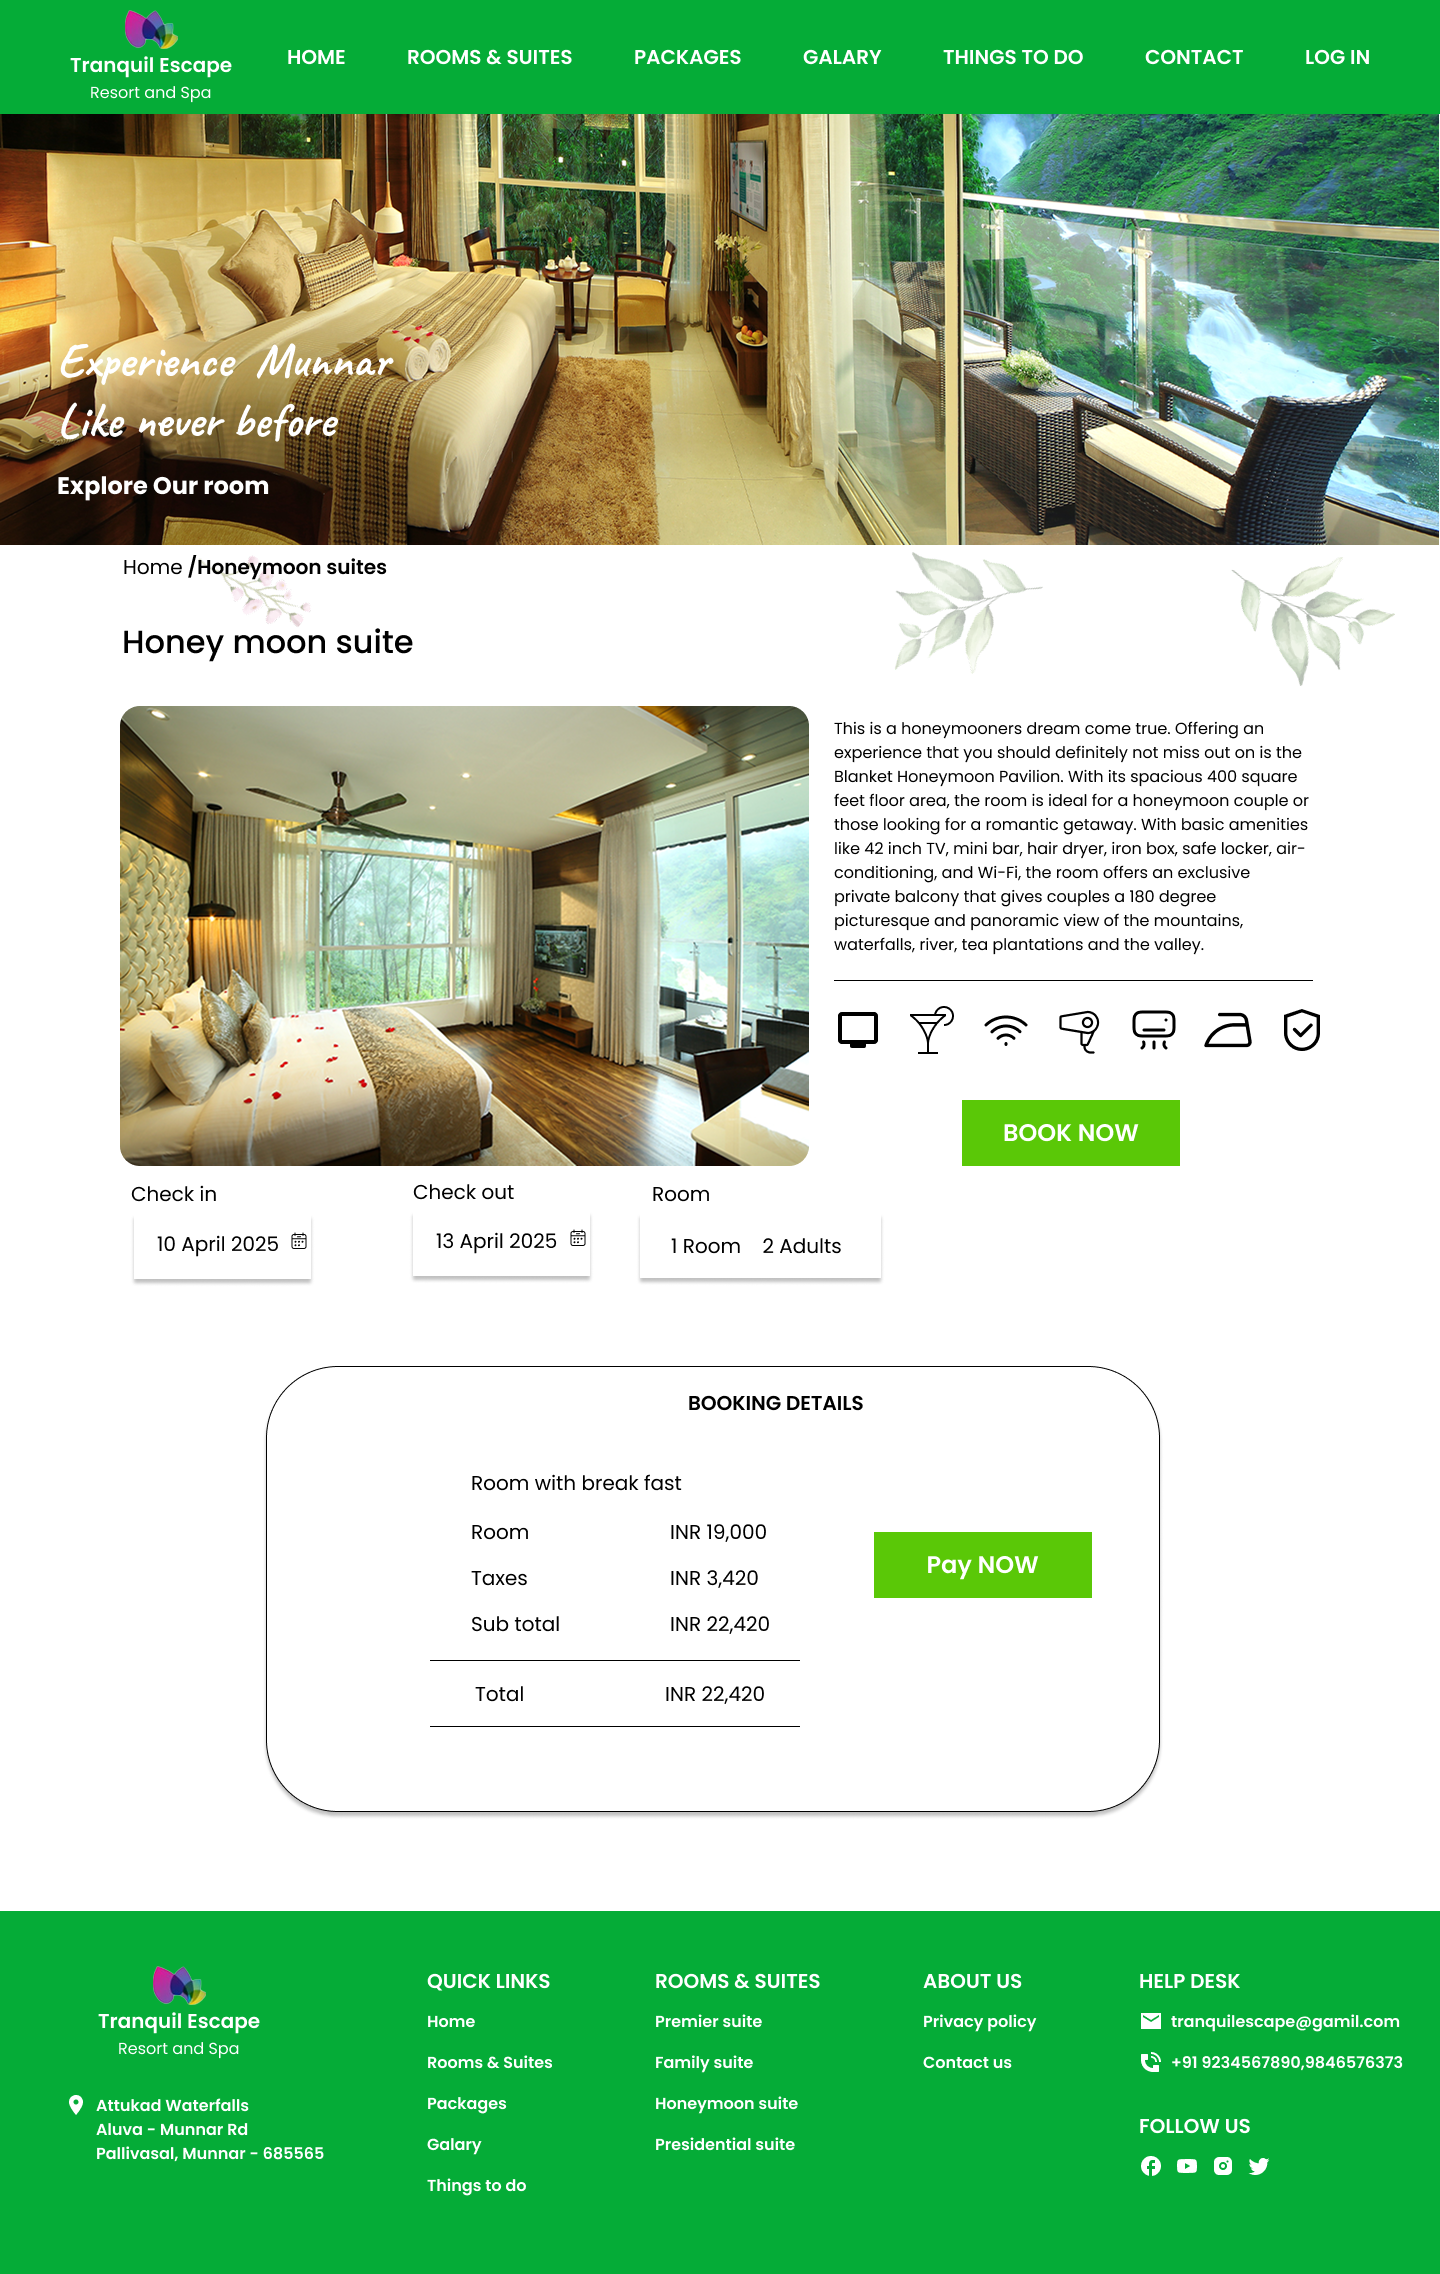 Tranquil Escape
Resort and Spa
HOME ROOMS & SUITES PACKAGES GALARY THINGS TO DO CONTACT LOG IN
Experience Munnar
Like never before
Explore Our room
Home /Honeymoon suites
Honey moon suite
This is a honeymooners dream come true. Offering an
experience that you should definitely not miss out on is the
Blanket Honeymoon Pavilion. With its spacious 400 square
feet floor area, the room is ideal for a honeymoon couple or
those looking for a romantic getaway. With basic amenities
like 42 inch TV, mini bar, hair dryer, iron box, safe locker, air-
conditioning, and Wi-Fi, the room offers an exclusive
private balcony that gives couples a 180 degree
picturesque and panoramic view of the mountains,
waterfalls, river, tea plantations and the valley.
BOOK NOW
Check in Check out Room
10 April 2025 13 April 2025 1 Room 2 Adults
BOOKING DETAILS
Room with break fast
Room INR 19,000
Taxes INR 3,420
Sub total INR 22,420
Pay NOW
Total INR 22,420
Tranquil Escape
Resort and Spa
Attukad Waterfalls
Aluva - Munnar Rd
Pallivasal, Munnar - 685565
QUICK LINKS
Home
Rooms & Suites
Packages
Galary
Things to do
ROOMS & SUITES
Premier suite
Family suite
Honeymoon suite
Presidential suite
ABOUT US
Privacy policy
Contact us
HELP DESK
tranquilescape@gamil.com
+91 9234567890,9846576373
FOLLOW US